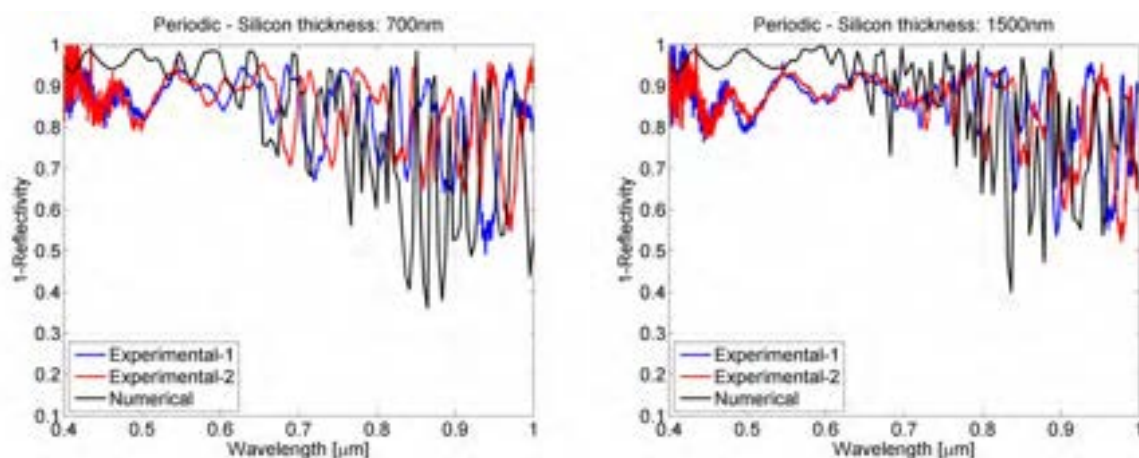 Periodic - Silicon thickness: 700nm
1
0.9
0.8
0.7
0.6
0.5
0.4
0.3
0.2
0.1
1-Reflectivity
Experimental-1
Experimental-2
Numerical
0.4 0.5 0.6 0.7 0.8 0.9 1
Wavelength [μm]
Periodic - Silicon thickness: 1500nm
1
0.9
0.8
0.7
0.6
0.5
0.4
0.3
0.2
0.1
1-Reflectivity
Experimental-1
Experimental-2
Numerical
0.4 0.5 0.6 0.7 0.8 0.9 1
Wavelength [μm]